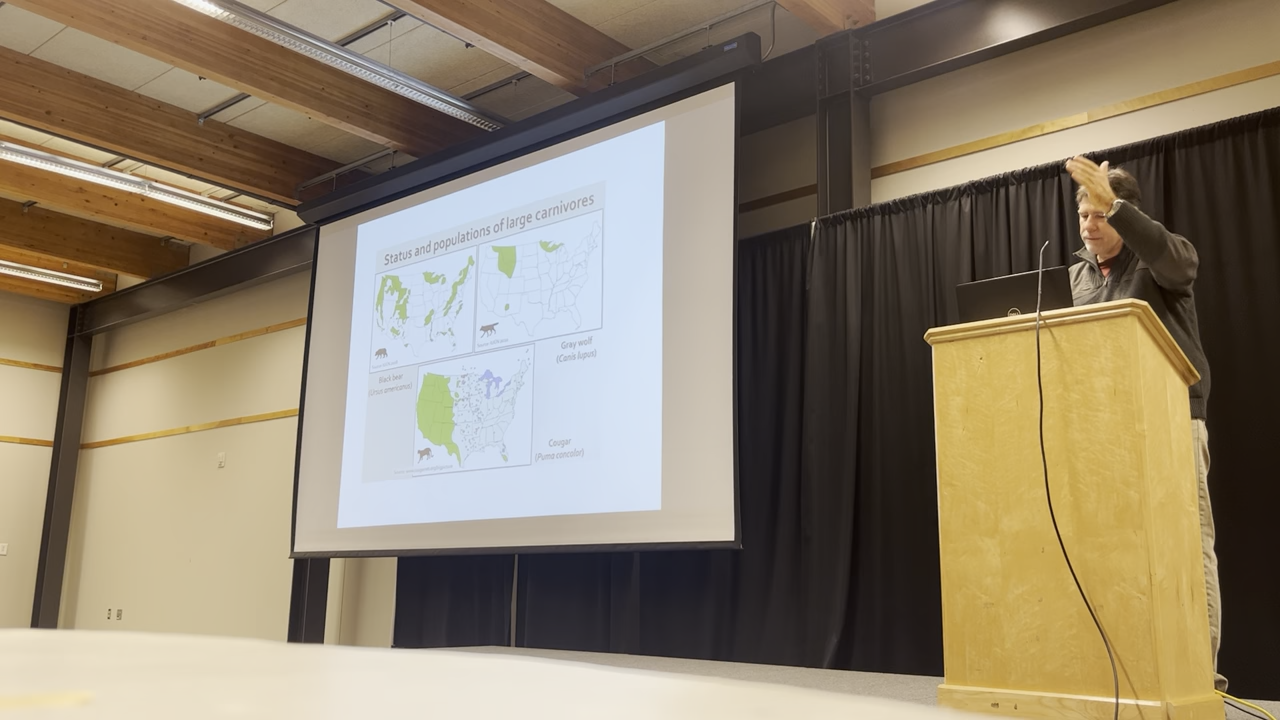 Status and populations of large carnivores
Gray wolf
(Canis lupus)
Black bear
(Ursus americanus)
Cougar
(Puma concolor)